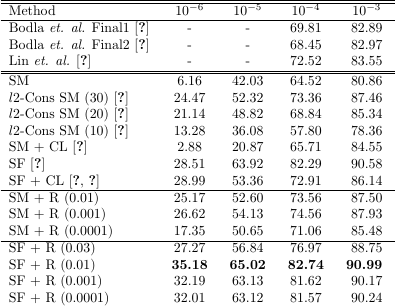 Method 10^{-6} 10^{-5} 10^{-4} 10^{-3}
Bodla et. al. Final1 [?] - - 69.81 82.89
Bodla et. al. Final2 [?] - - 68.45 82.97
Lin et. al. [?] - - 72.52 83.55
SM 6.16 42.03 64.52 80.86
l2-Cons SM (30) [?] 24.47 52.32 73.36 87.46
l2-Cons SM (20) [?] 21.14 48.82 68.84 85.34
l2-Cons SM (10) [?] 13.28 36.08 57.80 78.36
SM + CL [?] 2.88 20.87 65.71 84.55
SF [?] 28.51 63.92 82.29 90.58
SF + CL [?, ?] 28.99 53.36 72.91 86.14
SM + R (0.01) 25.17 52.60 73.56 87.50
SM + R (0.001) 26.62 54.13 74.56 87.93
SM + R (0.0001) 17.35 50.65 71.06 85.48
SF + R (0.03) 27.27 56.84 76.97 88.75
SF + R (0.01) 35.18 65.02 82.74 90.99
SF + R (0.001) 32.19 63.13 81.62 90.17
SF + R (0.0001) 32.01 63.12 81.57 90.24